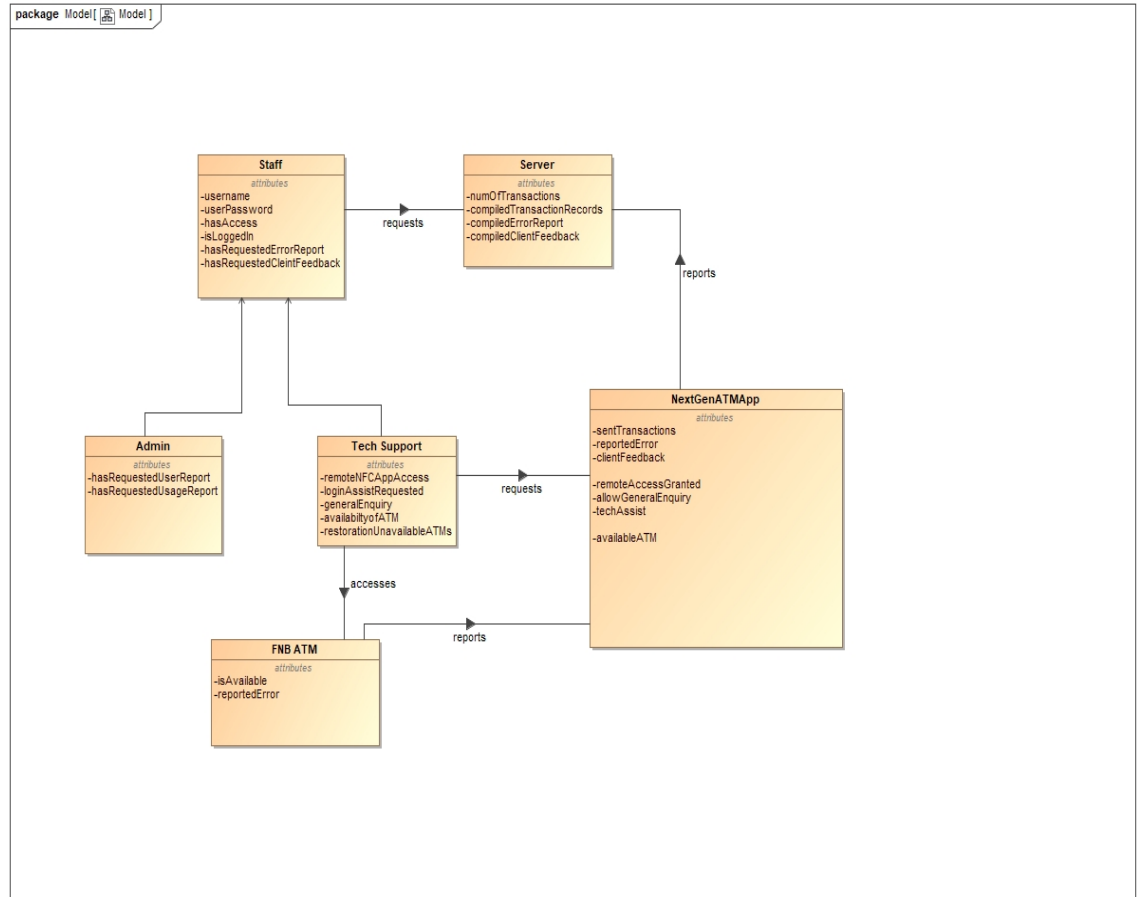 package Model[ Model ]
Staff
attributes
-username
-userPassword
-hasAccess
-isLoggedIn
-hasRequestedErrorReport
-hasRequestedCleintFeedback
requests
Server
attributes
-numOfTransactions
-compiledTransactionRecords
-compiledErrorReport
-compiledClientFeedback
reports
Admin
attributes
-hasRequestedUserReport
-hasRequestedUsageReport
Tech Support
attributes
-remoteNFCAppAccess
-loginAssistRequested
-generalEnquiry
-availabiltyofATM
-restorationUnavailableATMs
requests
NextGenATMApp
attributes
-sentTransactions
-reportedError
-clientFeedback
-remoteAccessGranted
-allowGeneralEnquiry
-techAssist
-availableATM
accesses
reports
FNB ATM
attributes
-isAvailable
-reportedError